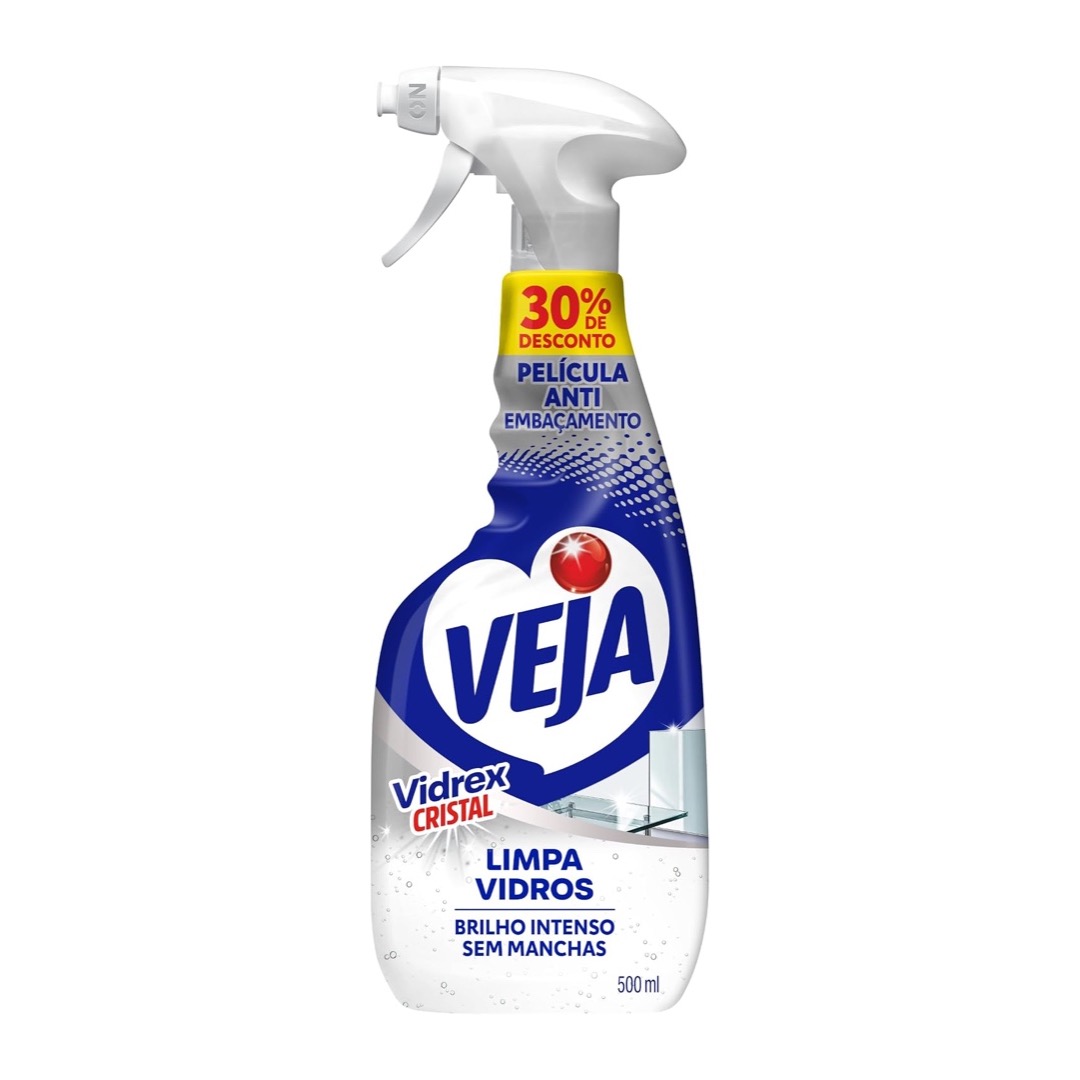 ON
30%
DE
DESCONTO
PELÍCULA
ANTI
EMBAÇAMENTO
VEJA
Vidrex
CRISTAL
LIMPA
VIDROS
BRILHO INTENSO
SEM MANCHAS
500 ml